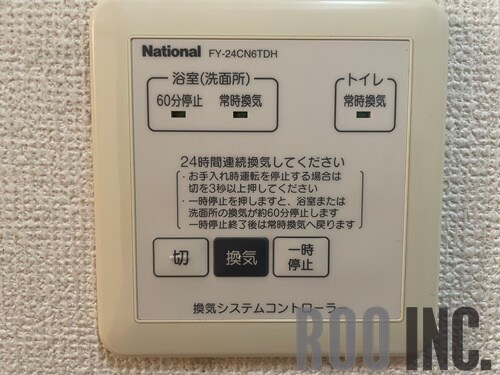 National FY-24CN6TDH
浴室(洗面所)
トイレ
60分停止 常時換気
常時換気
24時間連続換気してください
・お手入れ時運転を停止する場合は
切を3秒以上押してください
・一時停止を押しますと、浴室または
洗面所の換気が約60分停止します
一時停止終了後は常時換気へ戻ります
切
換気
一時
停止
換気システムコントローラ
ROO INC.